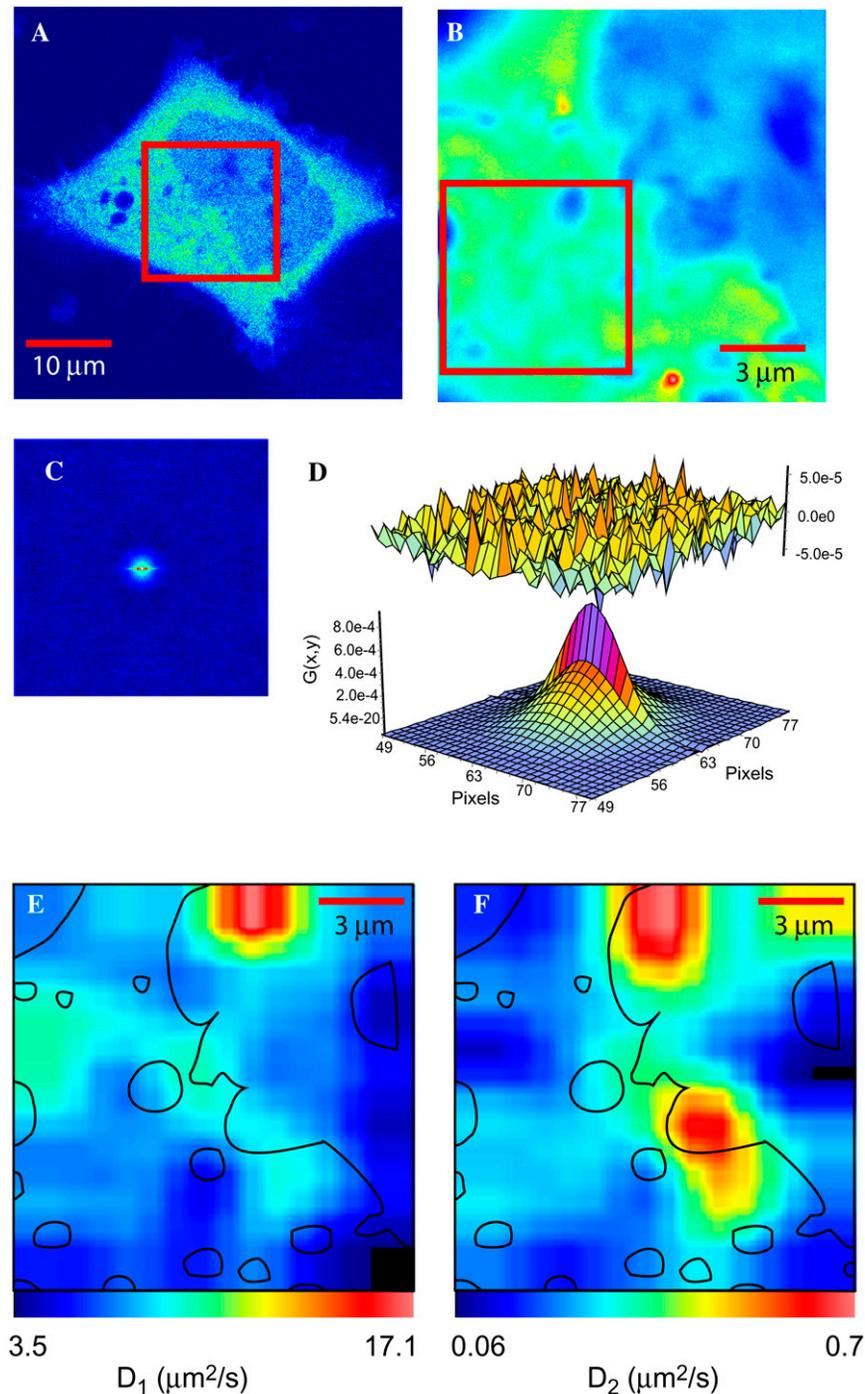 A
10 μm
B
3 μm
C
D
5.0e-5
0.0e0
-5.0e-5
G(x,y)
8.0e-4
6.0e-4
4.0e-4
2.0e-4
5.4e-20
49
56
63
70
77
Pixels
49
56
63
70
77
Pixels
E
3 μm
F
3 μm
3.5
17.1
D₁ (μm²/s)
0.06
0.7
D₂ (μm²/s)